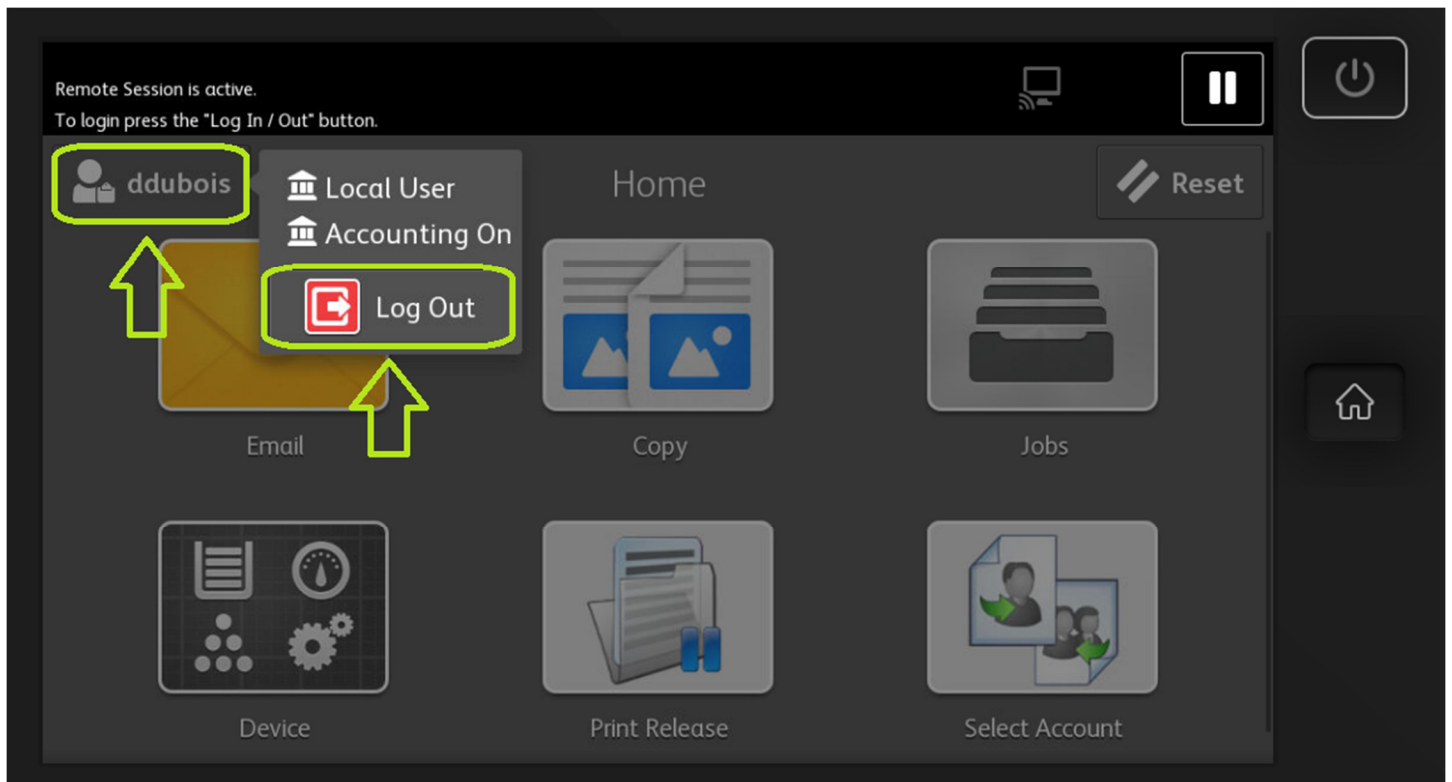 Remote Session is active.
To login press the "Log In / Out" button.
ddubois
Local User
Accounting On
Log Out
Home
Reset
Email
Copy
Jobs
Device
Print Release
Select Account